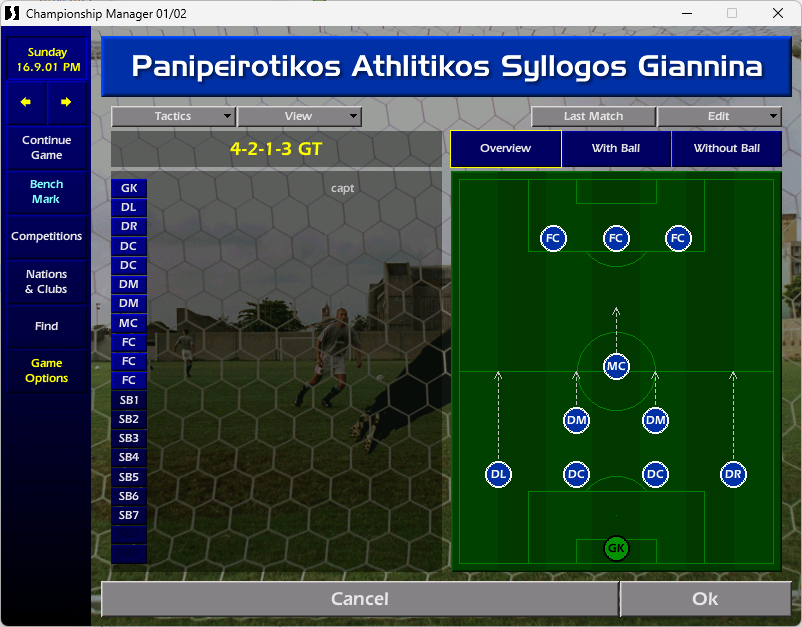 Championship Manager 01/02
Sunday
16.9.01 PM
Panipeirotikos Athlitikos Syllogos Giannina
Continue
Game
Bench
Mark
Competitions
Nations
& Clubs
Find
Game
Options
Tactics
View
Last Match
Edit
4-2-1-3 GT
Overview
With Ball
Without Ball
GK
capt
DL
DR
DC
DC
DM
DM
MC
FC
FC
FC
SB1
SB2
SB3
SB4
SB5
SB6
SB7
FC FC FC
MC
DM DM
DL DC DC DR
GK
Cancel
Ok